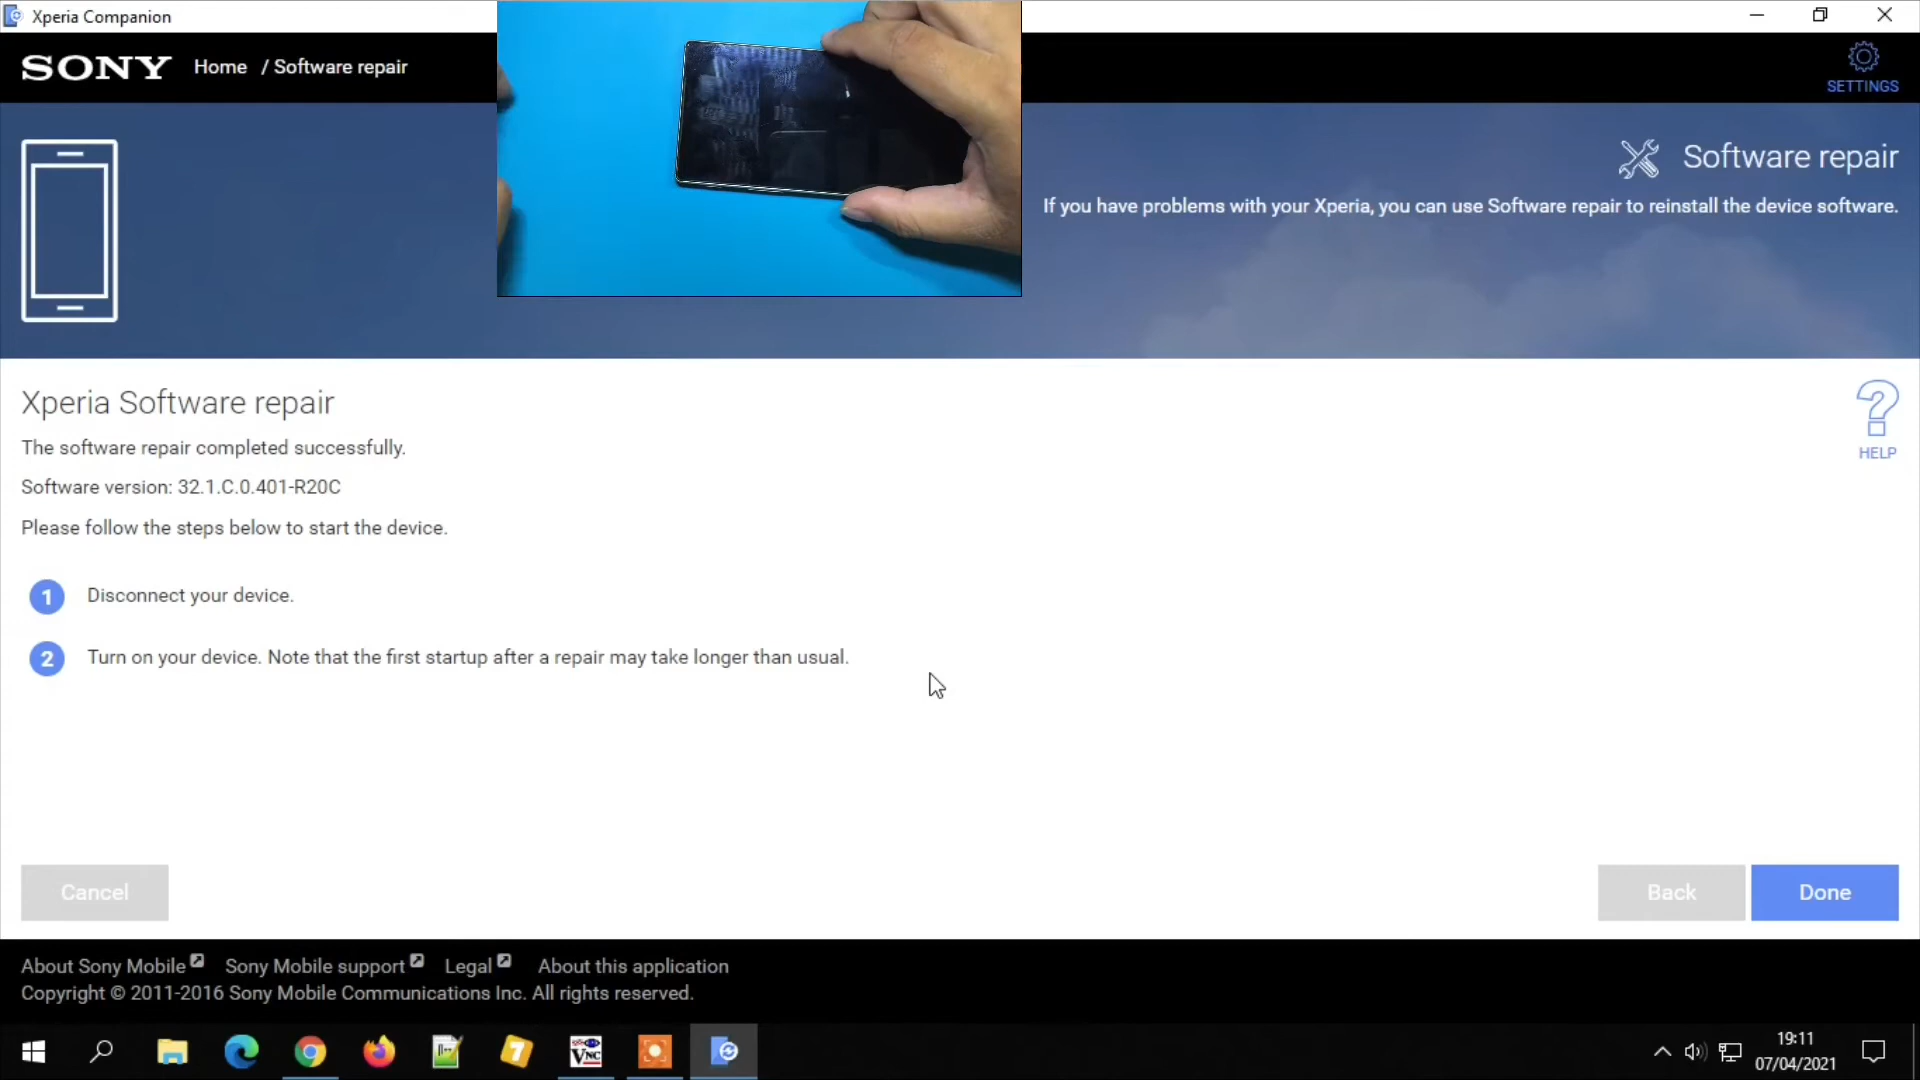 Xperia Companion
SONY Home / Software repair
SETTINGS
Software repair
If you have problems with your Xperia, you can use Software repair to reinstall the device software.
Xperia Software repair
The software repair completed successfully.
Software version: 32.1.C.0.401-R20C
Please follow the steps below to start the device.
1 Disconnect your device.
2 Turn on your device. Note that the first startup after a repair may take longer than usual.
HELP
Cancel
Back
Done
About Sony Mobile Sony Mobile support Legal About this application
Copyright © 2011-2016 Sony Mobile Communications Inc. All rights reserved.
VNC
19:11
07/04/2021